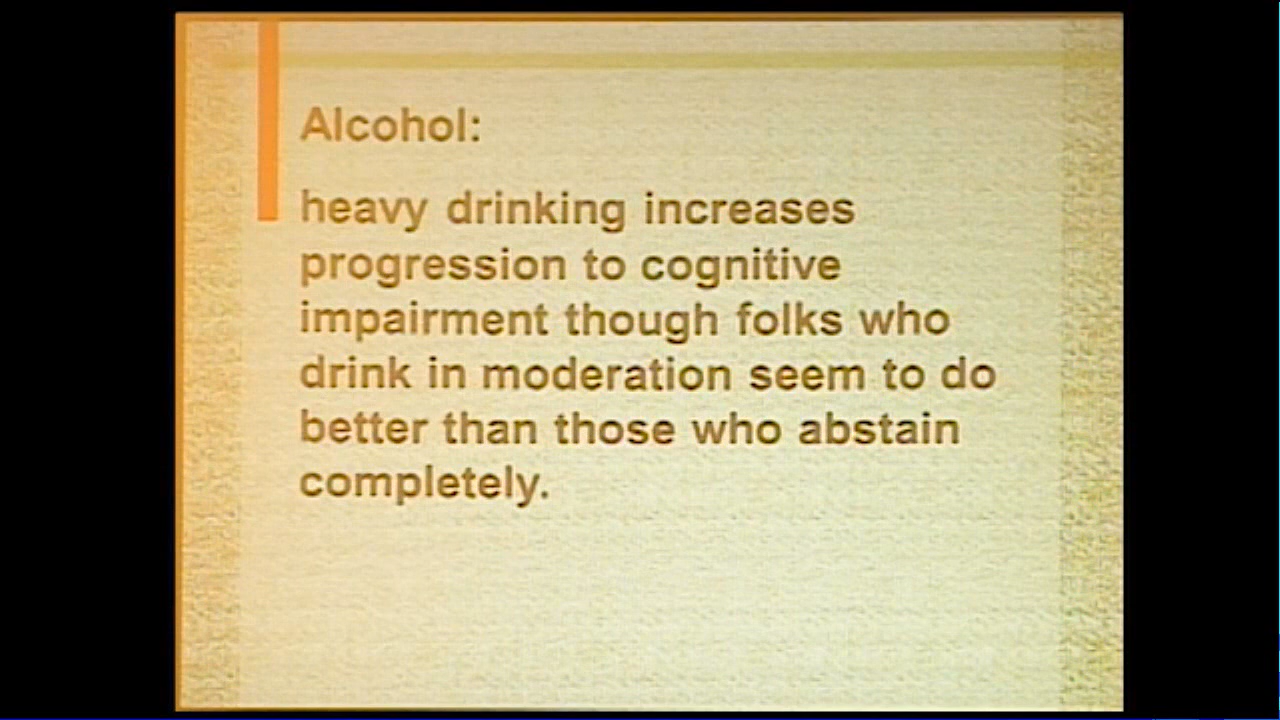 Alcohol:
heavy drinking increases
progression to cognitive
impairment though folks who
drink in moderation seem to do
better than those who abstain
completely.